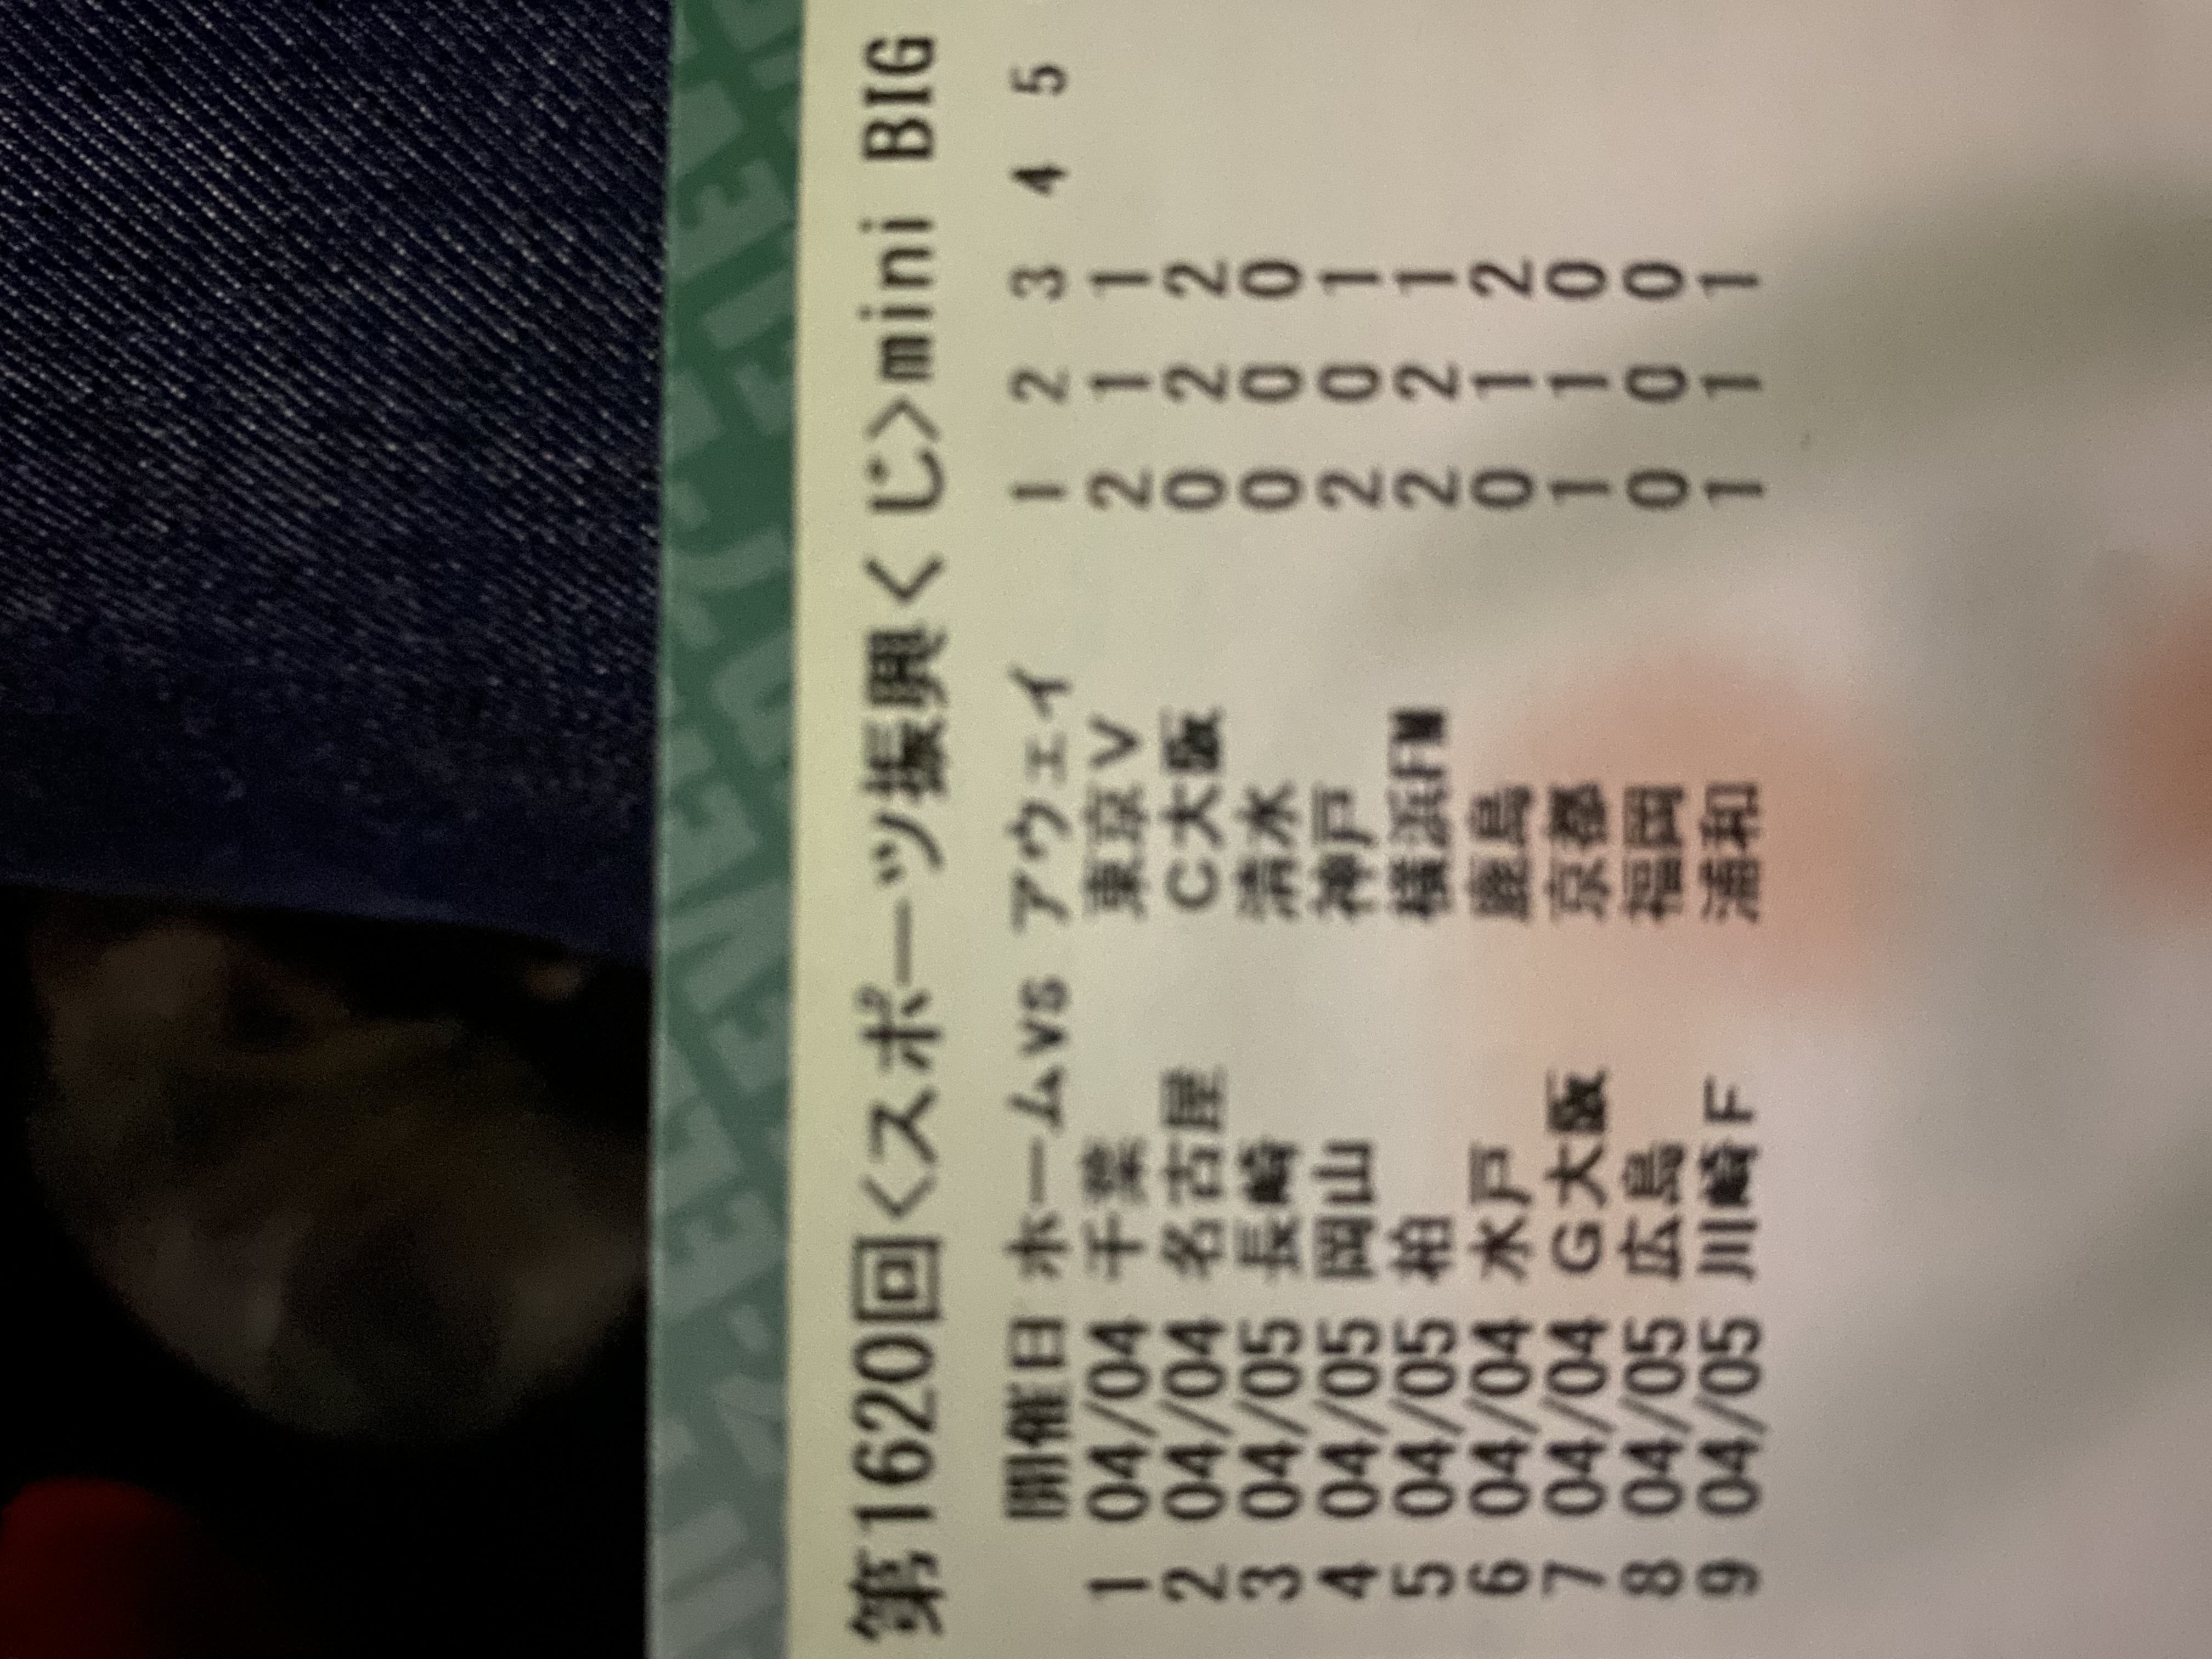 第1620回<スポーツ振興くじ>mini BIG
開催日 ホームvs アウェイ 1 2 3 4 5
1 04/04 千葉 東京V 2 1 1
2 04/04 名古屋 C大阪 0 2 2
3 04/05 長崎 清水 0 0 0
4 04/05 岡山 神戸 2 0 1
5 04/05 柏 横浜FM 2 2 1
6 04/04 水戸 鹿島 0 1 2
7 04/04 G大阪 京都 1 1 0
8 04/05 広島 福岡 0 0 0
9 04/05 川崎F 浦和 1 1 1